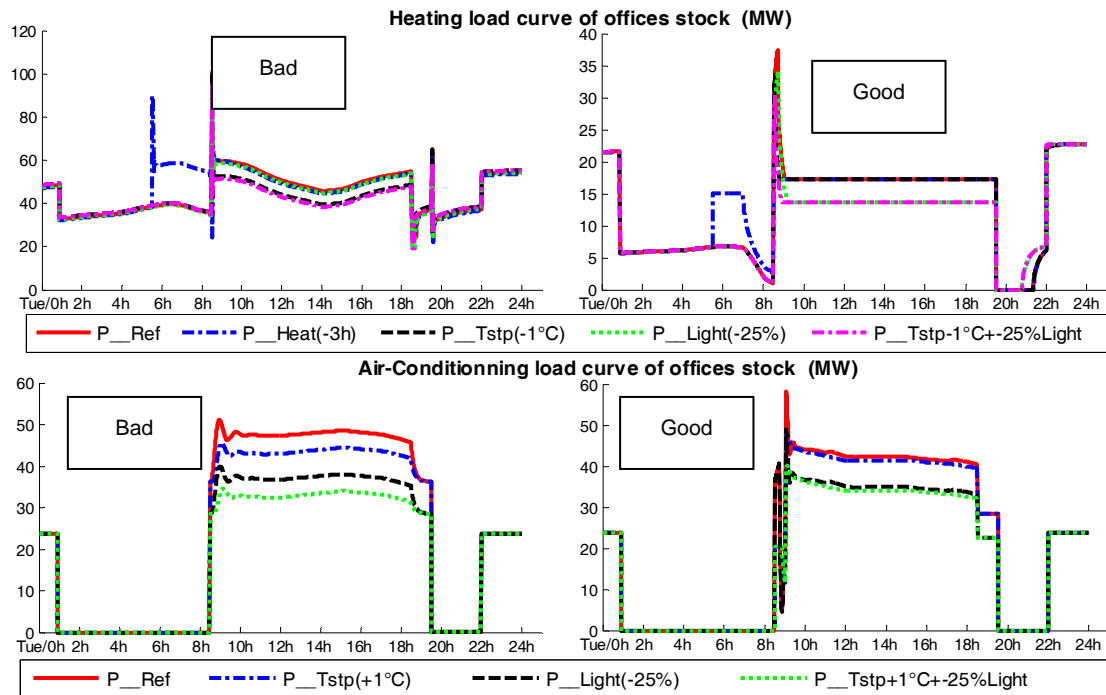 Heating load curve of offices stock (MW)
120
100
80
60
40
20
0
Bad
Tue/0h 2h 4h 6h 8h 10h 12h 14h 16h 18h 20h 22h 24h
40
35
30
25
20
15
10
5
0
Good
Tue/0h 2h 4h 6h 8h 10h 12h 14h 16h 18h 20h 22h 24h
P__Ref P__Heat(-3h) P__Tstp(-1°C) P__Light(-25%) P__Tstp-1°C+-25%Light
Air-Conditionning load curve of offices stock (MW)
60
50
40
30
20
10
0
Bad
Tue/0h 2h 4h 6h 8h 10h 12h 14h 16h 18h 20h 22h 24h
60
50
40
30
20
10
0
Good
Tue/0h 2h 4h 6h 8h 10h 12h 14h 16h 18h 20h 22h 24h
P__Ref P__Tstp(+1°C) P__Light(-25%) P__Tstp+1°C+-25%Light